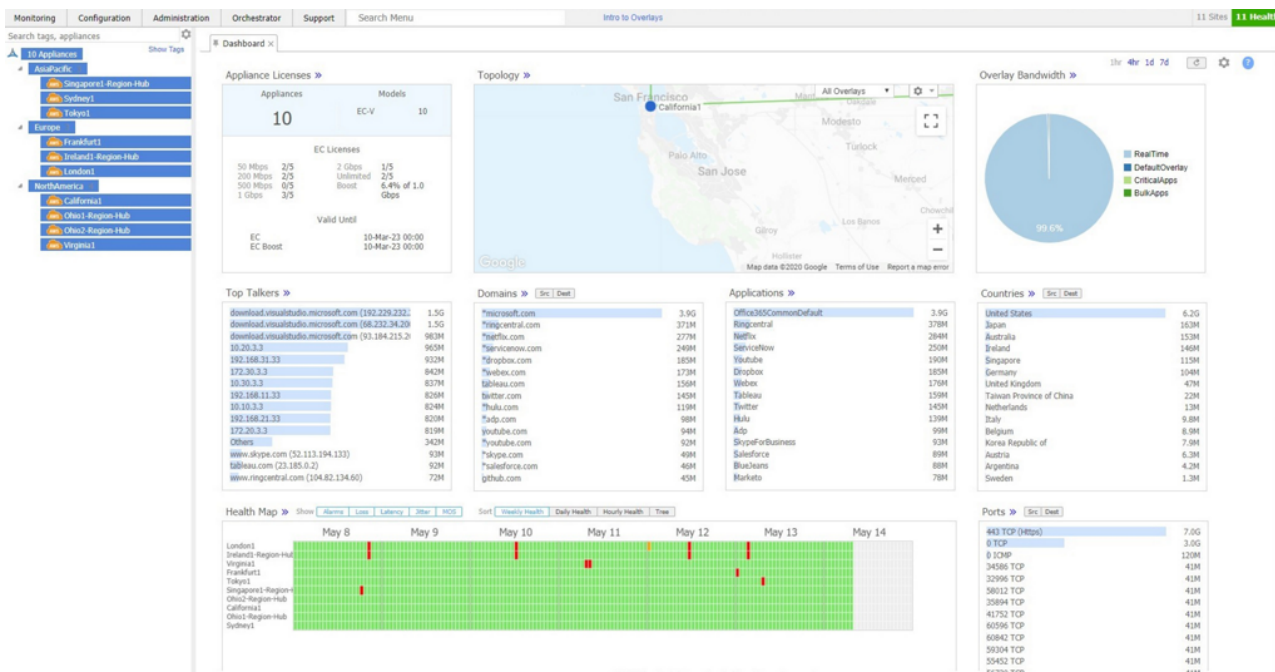 Monitoring Configuration Administration Orchestrator Support Search Menu Intro to Overlays 11 Sites 11 Health
Search tags, appliances
Show Tags
10 Appliances
AsiaPacific
Singapore1-Region-Hub
Sydney1
Tokyo1
Europe
Frankfurt1
Ireland1-Region-Hub
London1
NorthAmerica
California1
Ohio1-Region-Hub
Ohio2-Region-Hub
Virginia1
Dashboard ×
1hr 4hr 1d 7d
Appliance Licenses »
Appliances Models
10 EC-V 10
EC Licenses
50 Mbps 2/5 2 Gbps 1/5
200 Mbps 2/5 Unlimited 2/5
500 Mbps 0/5 Boost 6.4% of 1.0
1 Gbps 3/5 Gbps
Valid Until
EC 10-Mar-23 00:00
EC Boost 10-Mar-23 00:00
Topology »
All Overlays
San Francisco
California1
Oakdale
Modesto
Turlock
Palo Alto
San Jose
Merced
Chowchil
Los Banos
Gilroy
Hollister
Google
Map data ©2020 Google Terms of Use Report a map error
Overlay Bandwidth »
99.6%
RealTime
DefaultOverlay
CriticalApps
BulkApps
Top Talkers »
download.visualstudio.microsoft.com (192.229.232. 1.5G
download.visualstudio.microsoft.com (68.232.34.20 1.5G
download.visualstudio.microsoft.com (93.184.215.2 983M
10.20.3.3 965M
192.168.31.33 932M
172.30.3.3 842M
10.30.3.3 837M
192.168.11.33 826M
10.10.3.3 824M
192.168.21.33 820M
172.20.3.3 819M
Others 342M
www.skype.com (52.113.194.133) 93M
tableau.com (23.185.0.2) 92M
www.ringcentral.com (104.82.134.60) 72M
Domains » Src Dest
*microsoft.com 3.9G
*ringcentral.com 371M
*netflix.com 277M
*servicenow.com 249M
*dropbox.com 185M
*webex.com 173M
tableau.com 156M
twitter.com 145M
*hulu.com 119M
*adp.com 98M
youtube.com 94M
*youtube.com 92M
*skype.com 49M
*salesforce.com 46M
github.com 45M
Applications »
Office365CommonDefault 3.9G
Ringcentral 378M
Netflix 284M
ServiceNow 250M
Youtube 190M
Dropbox 185M
Webex 176M
Tableau 159M
Twitter 145M
Hulu 139M
Adp 99M
SkypeForBusiness 93M
Salesforce 89M
BlueJeans 88M
Marketo 78M
Countries » Src Dest
United States 6.2G
Japan 163M
Australia 153M
Ireland 146M
Singapore 115M
Germany 104M
United Kingdom 47M
Taiwan Province of China 22M
Netherlands 13M
Italy 9.8M
Belgium 8.9M
Korea Republic of 7.9M
Austria 6.3M
Argentina 4.2M
Sweden 1.3M
Health Map » Show Alarms Loss Latency Jitter MOS Sort Weekly Health Daily Health Hourly Health Tree
May 8 May 9 May 10 May 11 May 12 May 13 May 14
London1
Ireland1-Region-Hub
Virginia1
Frankfurt1
Tokyo1
Singapore1-Region-H
Ohio2-Region-Hub
California1
Ohio1-Region-Hub
Sydney1
Ports » Src Dest
443 TCP (Https) 7.0G
0 TCP 3.0G
0 ICMP 120M
34586 TCP 41M
32996 TCP 41M
58012 TCP 41M
35894 TCP 41M
41752 TCP 41M
60596 TCP 41M
60842 TCP 41M
59304 TCP 41M
55452 TCP 41M